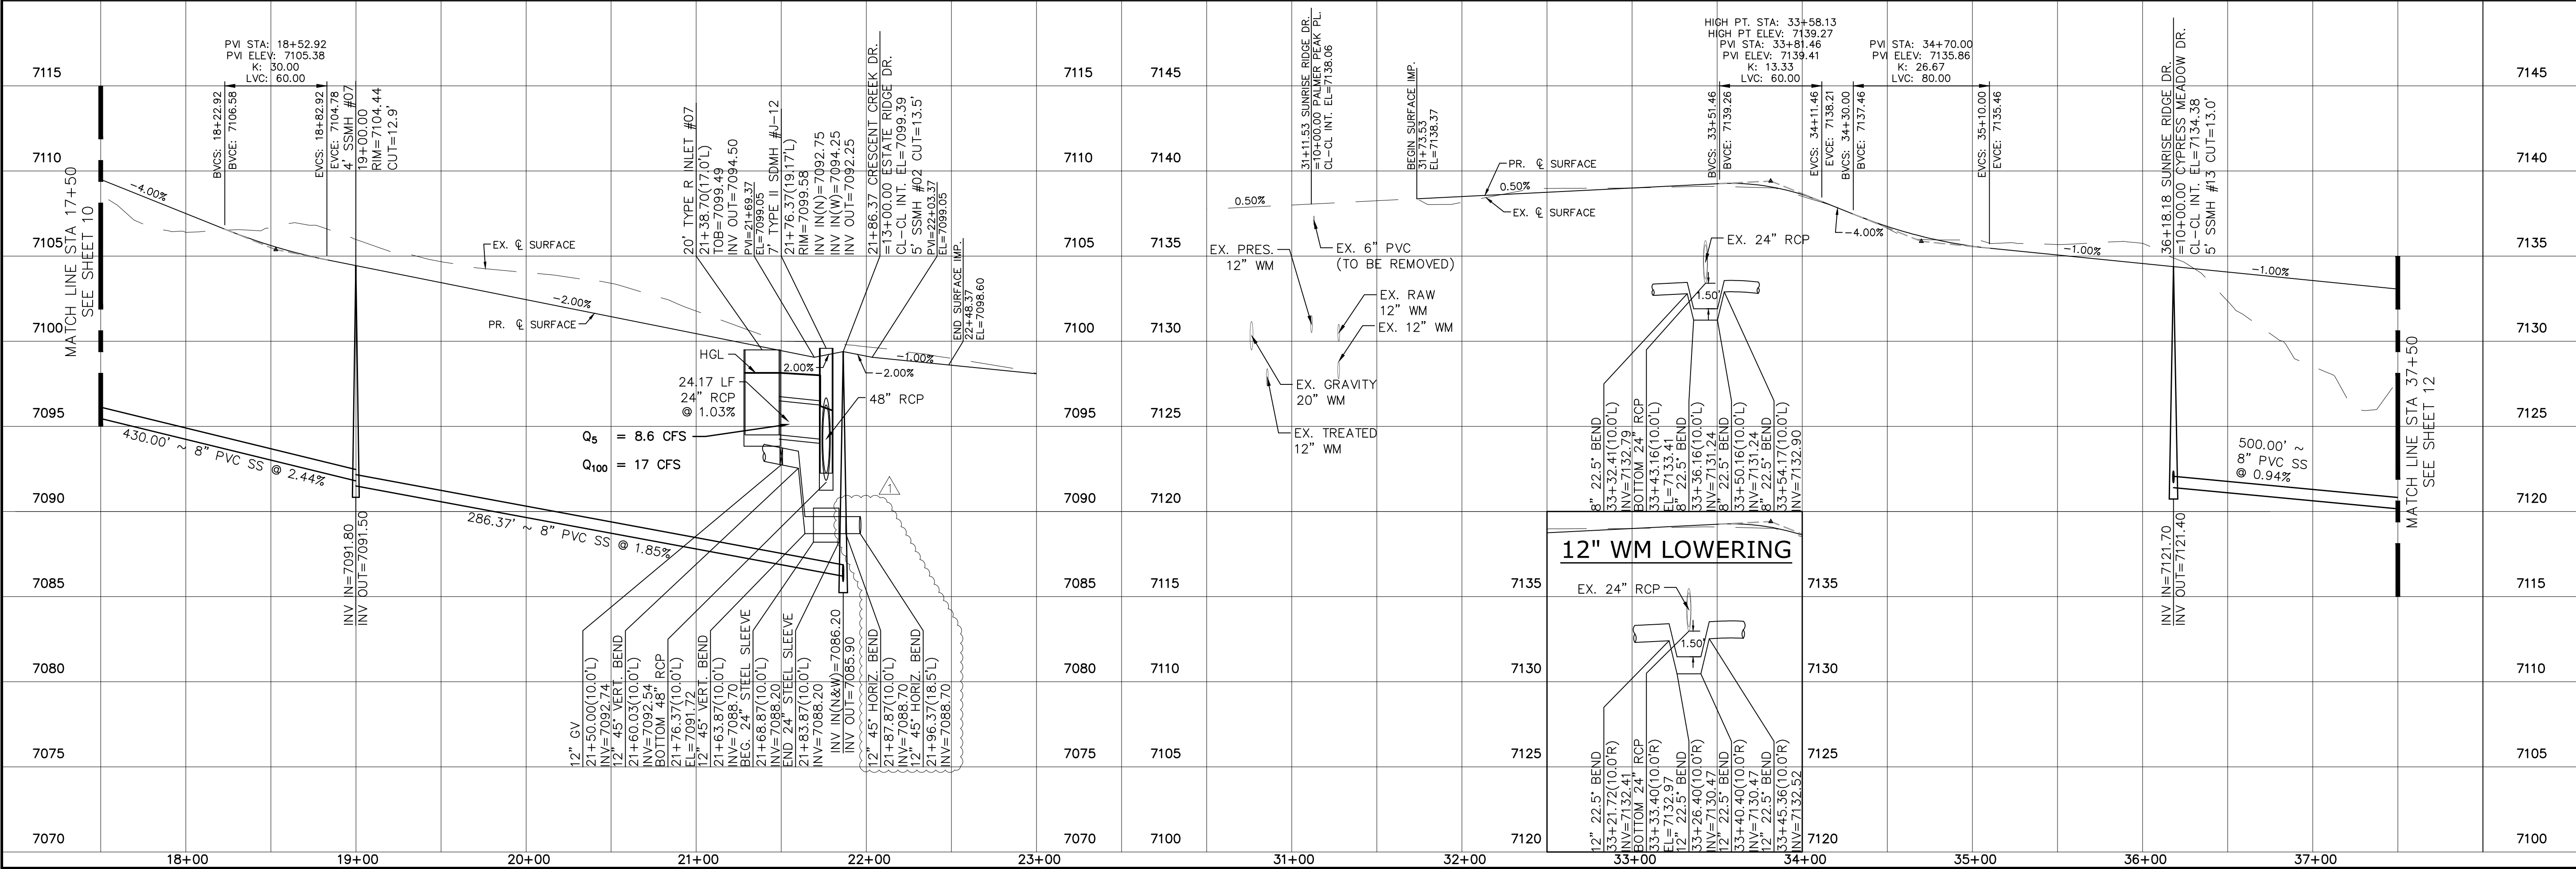 PVI STA: 18+52.92
PVI ELEV: 7105.38
K: 30.00
LVC: 60.00
BVCS: 18+22.92
BVCE: 7106.58
EVCS: 18+82.92
EVCE: 7104.78
4' SSMH #07
19+00.00
RIM=7104.44
CUT=12.9'
7115
7110
7105
7100
7095
7090
7085
7080
7075
7070
MATCH LINE STA 17+50
SEE SHEET 10
-4.00%
EX. ℄ SURFACE
-2.00%
PR. ℄ SURFACE
430.00' ~ 8" PVC SS @ 2.44%
286.37' ~ 8" PVC SS @ 1.85%
INV IN=7091.80
INV OUT=7091.50
20' TYPE R INLET #07
21+38.70(17.0'L)
TOB=7099.49
INV OUT=7094.50
PVI=21+69.37
EL=7099.05
7' TYPE II SDMH #J-12
21+76.37(19.17'L)
RIM=7099.58
INV IN(N)=7092.75
INV IN(W)=7094.25
INV OUT=7092.25
21+86.37 CRESCENT CREEK DR.
=13+00.00 ESTATE RIDGE DR.
CL-CL INT. EL=7099.39
5' SSMH #02 CUT=13.5'
PVI=22+03.37
EL=7099.05
END SURFACE IMP.
22+48.37
EL=7098.60
HGL
2.00%
-2.00%
-1.00%
24.17 LF
24" RCP
@ 1.03%
48" RCP
Q5 = 8.6 CFS
Q100 = 17 CFS
1
12" GV
21+50.00(10.0'L)
INV=7092.74
12" 45° VERT. BEND
21+60.03(10.0'L)
INV=7092.54
BOTTOM 48" RCP
21+76.37(10.0'L)
EL=7091.72
12" 45° VERT. BEND
21+63.87(10.0'L)
INV=7088.70
BEG. 24" STEEL SLEEVE
21+68.87(10.0'L)
INV=7088.20
END 24" STEEL SLEEVE
21+83.87(10.0'L)
INV=7088.20
INV IN(N&W)=7086.20
INV OUT=7085.90
12" 45° HORIZ. BEND
21+87.87(10.0'L)
INV=7088.70
12" 45° HORIZ. BEND
21+96.37(18.5'L)
INV=7088.70
7115
7110
7105
7100
7095
7090
7085
7080
7075
7070
7145
7140
7135
7130
7125
7120
7115
7110
7105
7100
31+11.53 SUNRISE RIDGE DR.
=10+00.00 PALMER PEAK PL.
CL-CL INT. EL=7138.06
BEGIN SURFACE IMP.
31+73.53
EL=7138.37
0.50%
EX. 6" PVC
(TO BE REMOVED)
EX. PRES.
12" WM
EX. RAW
12" WM
EX. 12" WM
EX. GRAVITY
20" WM
EX. TREATED
12" WM
PR. ℄ SURFACE
0.50%
EX. ℄ SURFACE
HIGH PT. STA: 33+58.13
HIGH PT ELEV: 7139.27
PVI STA: 33+81.46
PVI ELEV: 7139.41
K: 13.33
LVC: 60.00
PVI STA: 34+70.00
PVI ELEV: 7135.86
K: 26.67
LVC: 80.00
BVCS: 33+51.46
BVCE: 7139.26
EVCS: 34+11.46
EVCE: 7138.21
BVCS: 34+30.00
BVCE: 7137.46
EVCS: 35+10.00
EVCE: 7135.46
-4.00%
-1.00%
-1.00%
EX. 24" RCP
1.50'
8" 22.5° BEND
33+32.41(10.0'L)
INV=7132.79
BOTTOM 24" RCP
33+43.16(10.0'L)
EL=7133.41
8" 22.5° BEND
33+36.16(10.0'L)
INV=7131.24
8" 22.5° BEND
33+50.16(10.0'L)
INV=7131.24
8" 22.5° BEND
33+54.17(10.0'L)
INV=7132.90
12" WM LOWERING
7135
7130
7125
7120
7135
7130
7125
7120
EX. 24" RCP
1.50'
12" 22.5° BEND
33+21.72(10.0'R)
INV=7132.41
BOTTOM 24" RCP
33+33.40(10.0'R)
EL=7132.97
12" 22.5° BEND
33+26.40(10.0'R)
INV=7130.47
12" 22.5° BEND
33+40.40(10.0'R)
INV=7130.47
12" 22.5° BEND
33+45.36(10.0'R)
INV=7132.52
36+18.18 SUNRISE RIDGE DR.
=10+00.00 CYPRESS MEADOW DR.
CL-CL INT. EL=7134.38
5' SSMH #13 CUT=13.0'
500.00' ~
8" PVC SS
@ 0.94%
INV IN=7121.70
INV OUT=7121.40
MATCH LINE STA 37+50
SEE SHEET 12
7145
7140
7135
7130
7125
7120
7115
7110
7105
7100
18+00
19+00
20+00
21+00
22+00
23+00
31+00
32+00
33+00
34+00
35+00
36+00
37+00